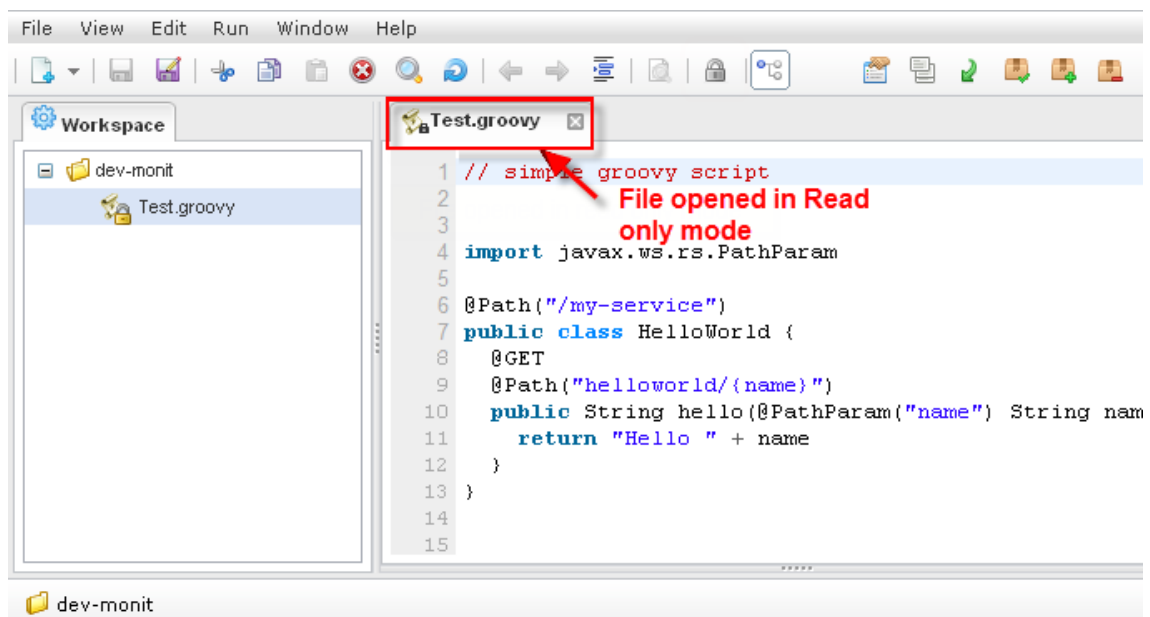 File View Edit Run Window Help
Workspace
dev-monit
Test.groovy
Test.groovy
1 // simple groovy script
2
3
File opened in Read
only mode
4 import javax.ws.rs.PathParam
5
6 @Path("/my-service")
7 public class HelloWorld {
8 @GET
9 @Path("helloworld/{name}")
10 public String hello(@PathParam("name") String nam
11 return "Hello " + name
12 }
13 }
14
15
dev-monit